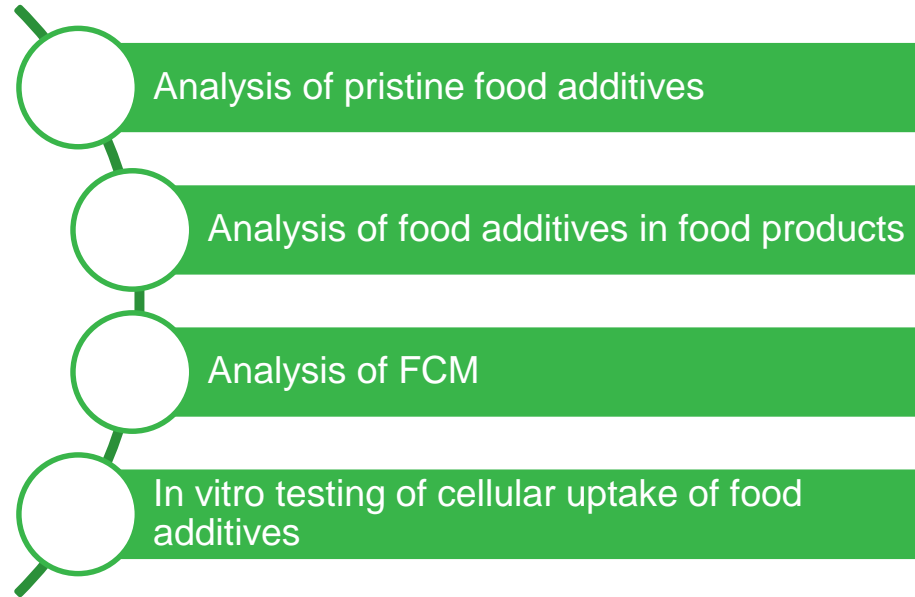 Analysis of pristine food additives
Analysis of food additives in food products
Analysis of FCM
In vitro testing of cellular uptake of food
additives